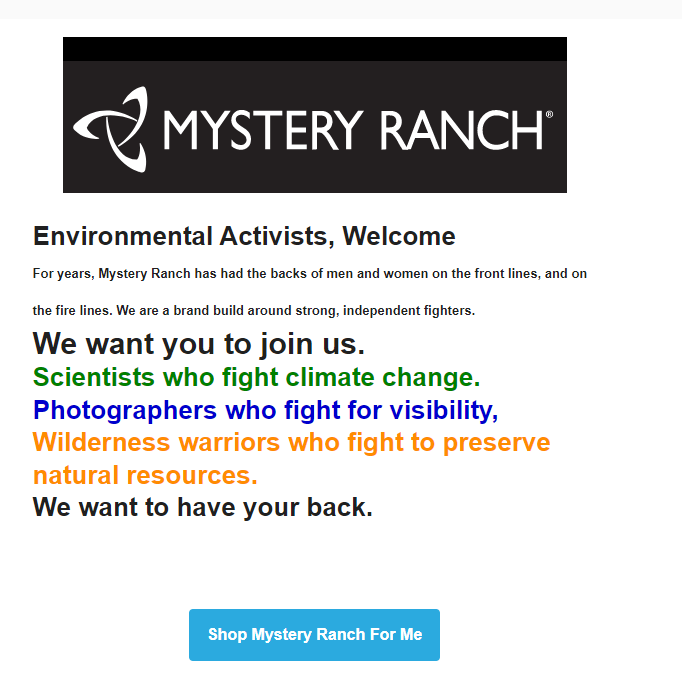 MYSTERY RANCH®
Environmental Activists, Welcome
For years, Mystery Ranch has had the backs of men and women on the front lines, and on
the fire lines. We are a brand build around strong, independent fighters.
We want you to join us.
Scientists who fight climate change.
Photographers who fight for visibility,
Wilderness warriors who fight to preserve
natural resources.
We want to have your back.
Shop Mystery Ranch For Me